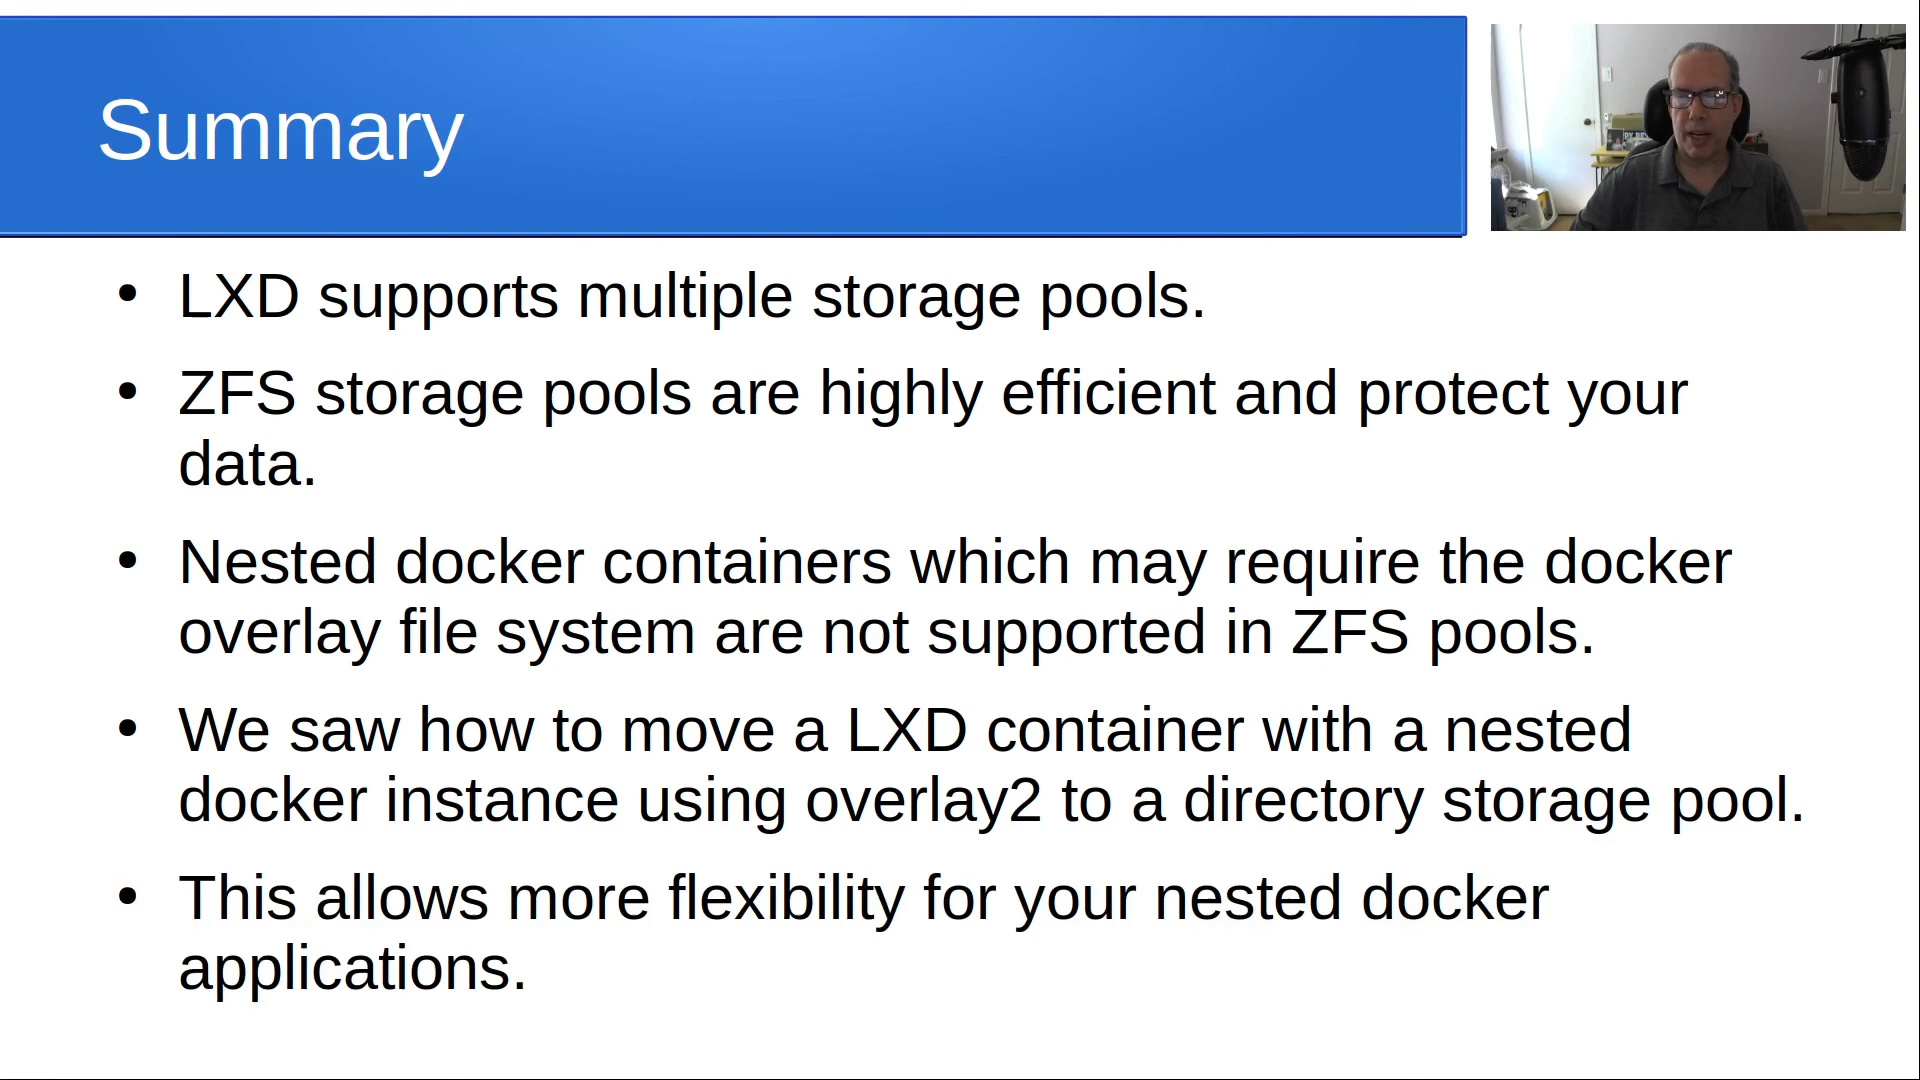 Summary
• LXD supports multiple storage pools.
• ZFS storage pools are highly efficient and protect your
data.
• Nested docker containers which may require the docker
overlay file system are not supported in ZFS pools.
• We saw how to move a LXD container with a nested
docker instance using overlay2 to a directory storage pool.
• This allows more flexibility for your nested docker
applications.